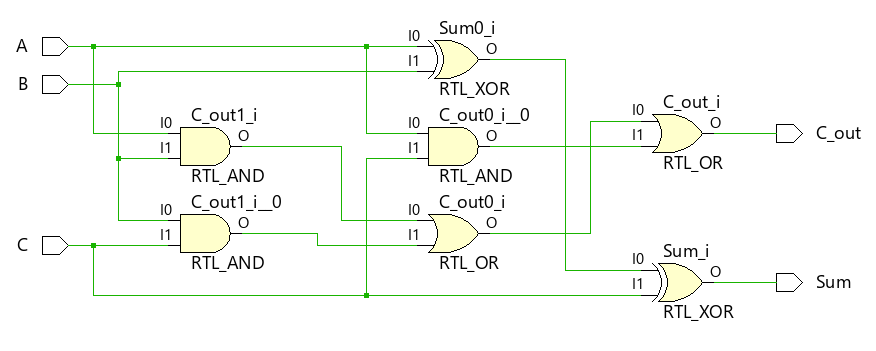 A
B
C
Sum0_i
I0
I1
O
RTL_XOR
C_out1_i
I0
I1
O
RTL_AND
C_out0_i__0
I0
I1
O
RTL_AND
C_out_i
I0
I1
O
RTL_OR
C_out
C_out1_i__0
I0
I1
O
RTL_AND
C_out0_i
I0
I1
O
RTL_OR
Sum_i
I0
I1
O
RTL_XOR
Sum